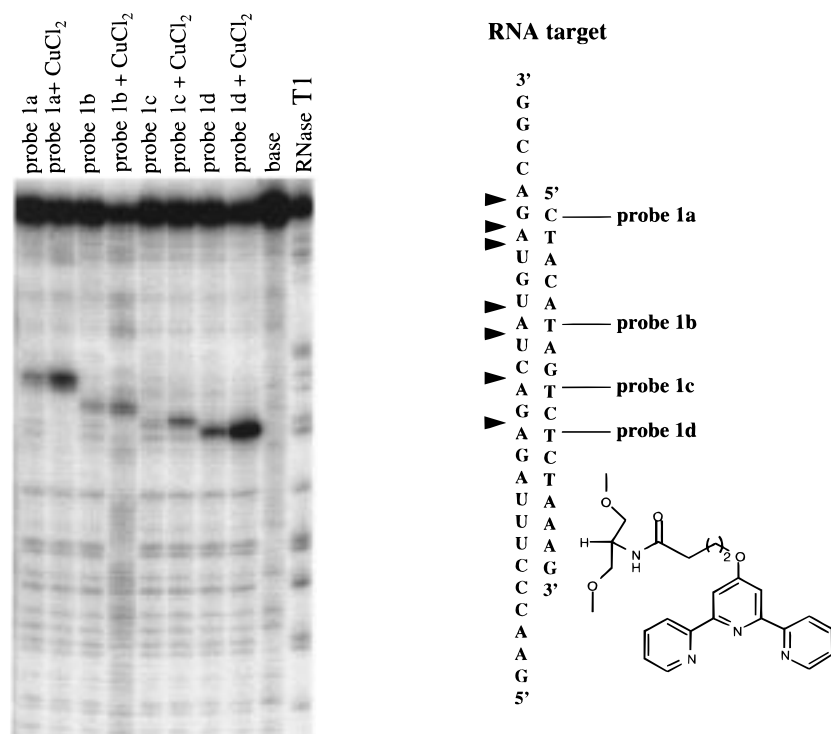 probe 1a
probe 1a+ CuCl₂
probe 1b
probe 1b + CuCl₂
probe 1c
probe 1c + CuCl₂
probe 1d
probe 1d + CuCl₂
base
RNase T1
RNA target
3’
G
G
C
C
A
G
A
U
G
U
A
U
C
A
G
A
G
A
U
U
U
C
C
C
A
A
G
5’
5’
C
T
A
C
A
T
A
G
T
C
T
C
T
A
A
A
G
3’
probe 1a
probe 1b
probe 1c
probe 1d
O
O
H
N
H
( )₂
O
O
N
N
N